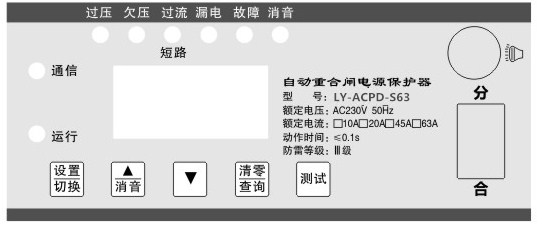 过压 欠压 过流 漏电 故障 消音
短路
通信
运行
自动重合闸电源保护器
型 号: LY-ACPD-S63
额定电压: AC230V 50Hz
额定电流: □10A□20A□45A□63A
动作时间: ≤0.1s
防雷等级: Ⅲ级
分
合
设置
切换
▲
消音
▼
清零
查询
测试